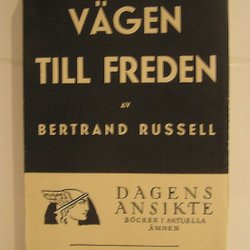 VÄGEN
TILL FREDEN
AV
BERTRAND RUSSELL
DAGENS
ANSIKTE
BÖCKER I AKTUELLA
ÄMNEN